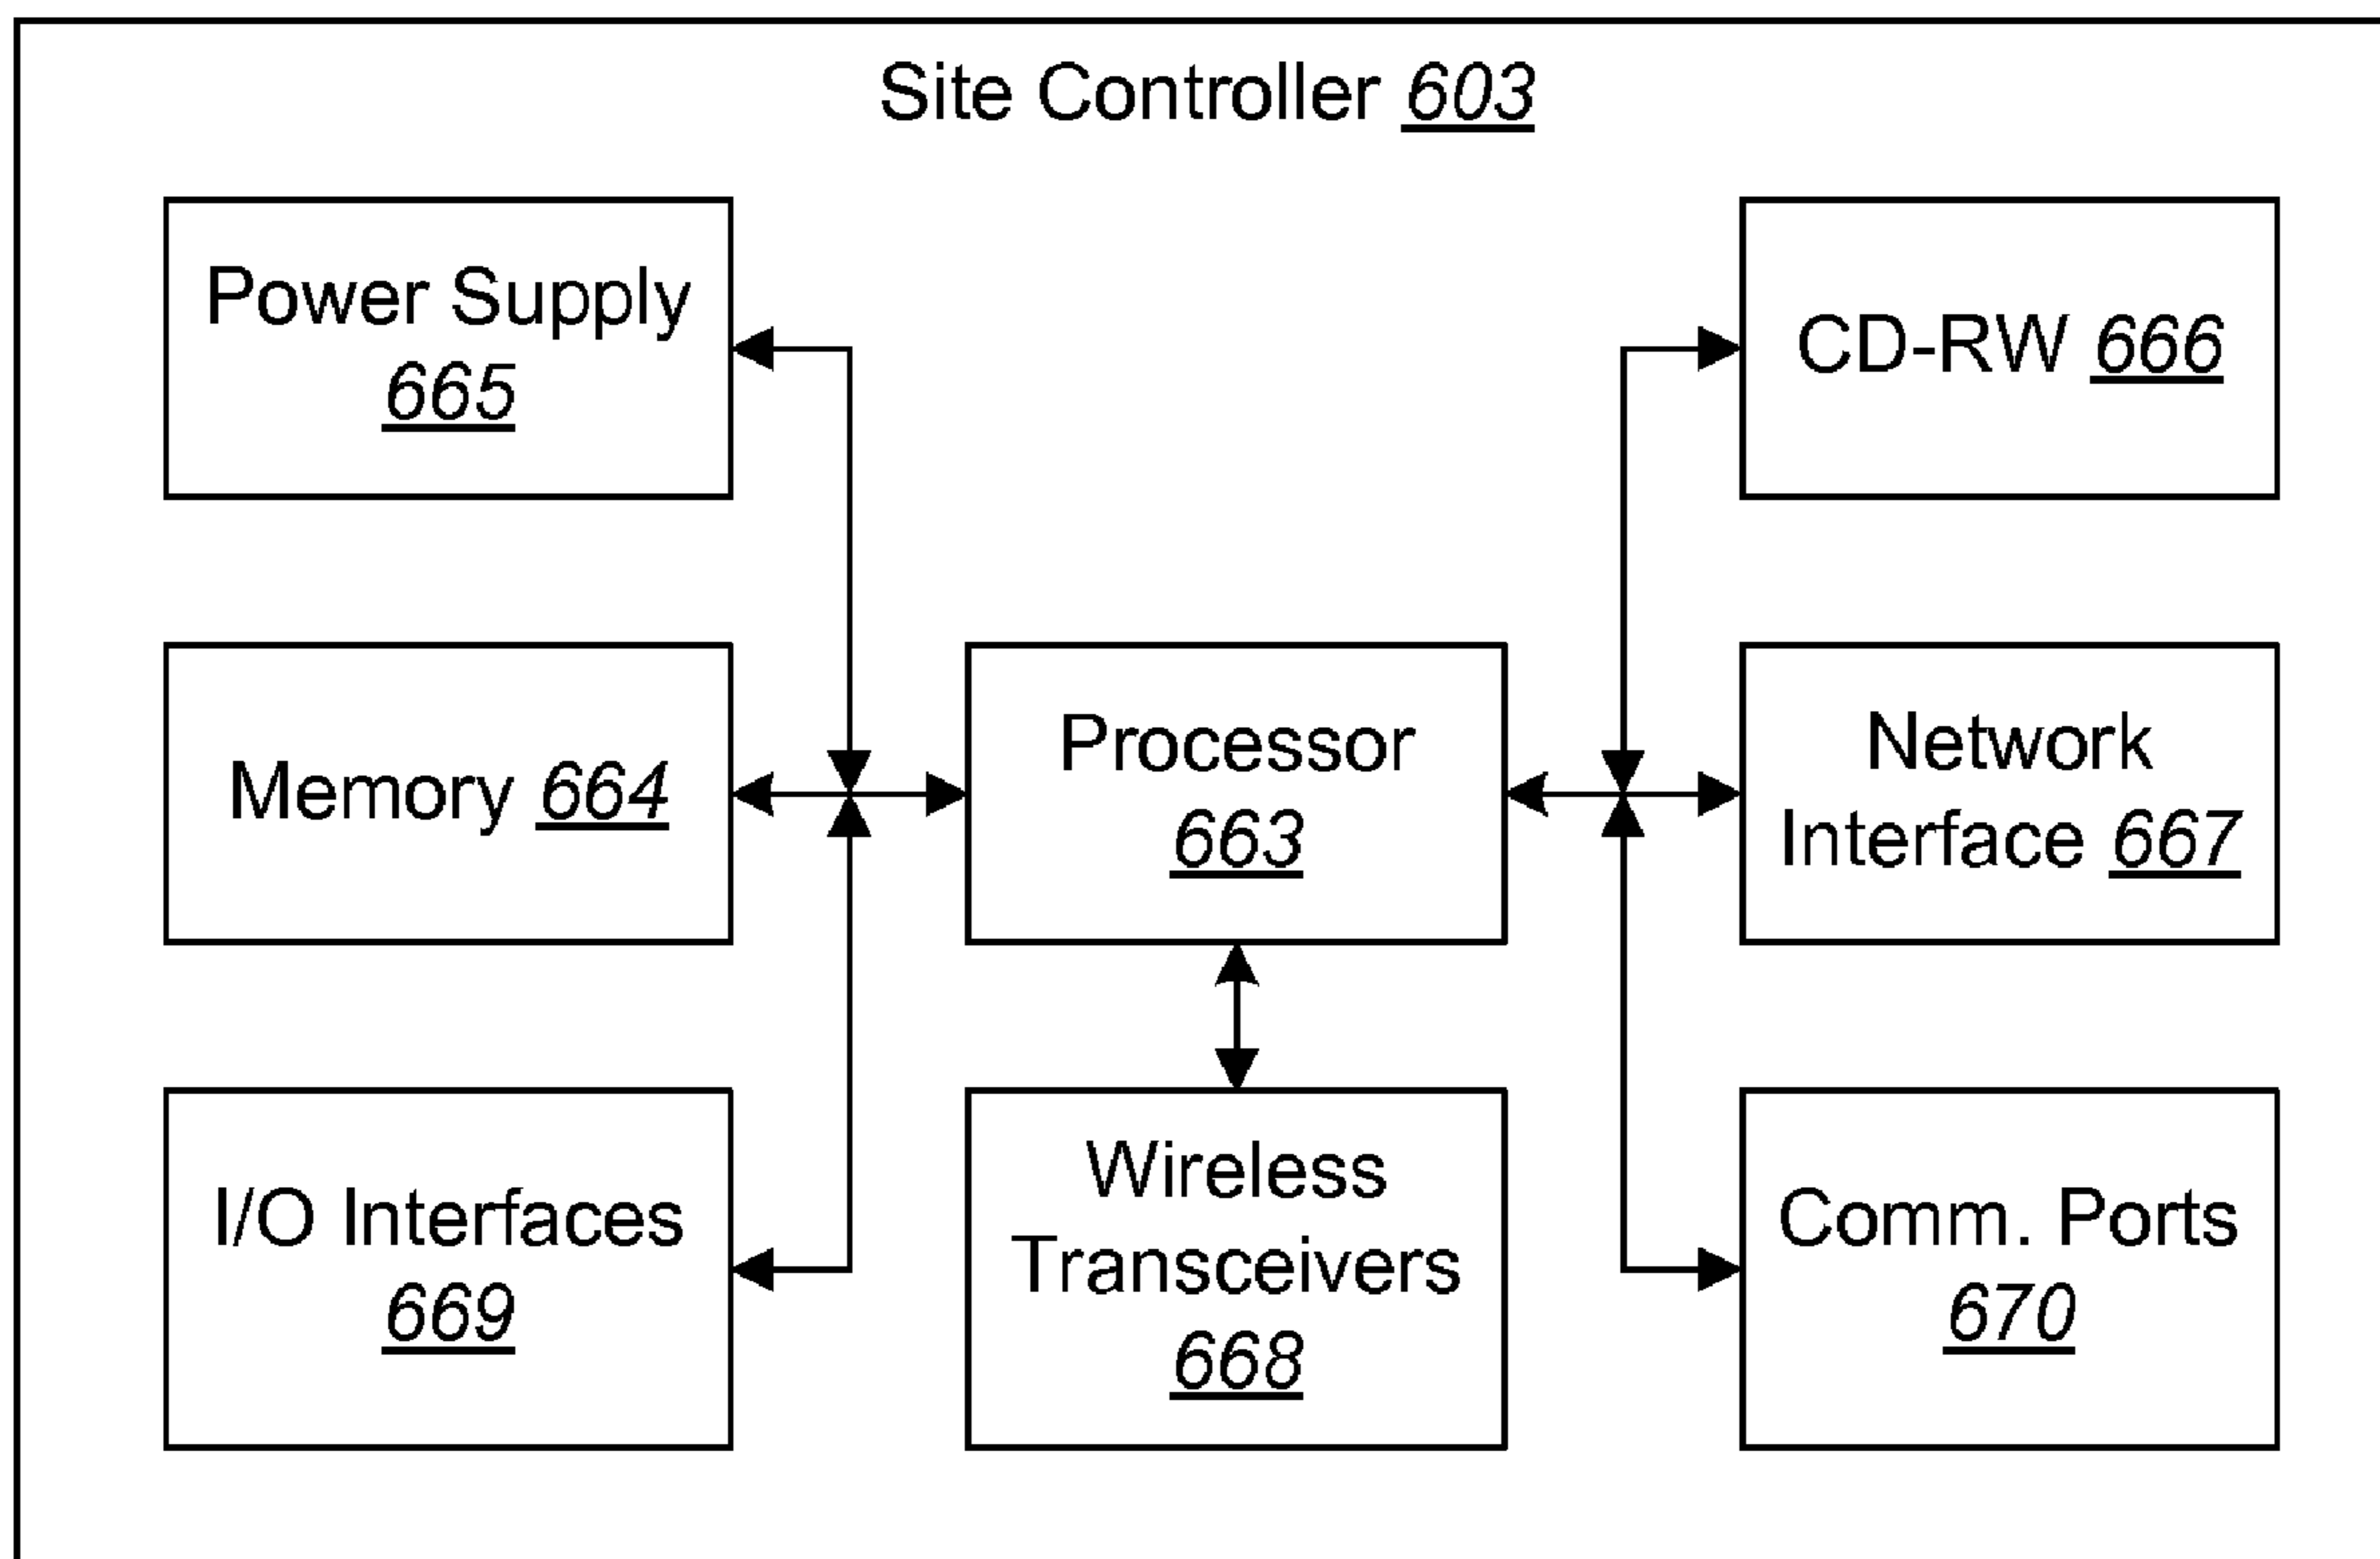 Site Controller 603
Power Supply
665
CD-RW 666
Memory 664
Processor
663
Network
Interface 667
I/O Interfaces
669
Wireless
Transceivers
668
Comm. Ports
670